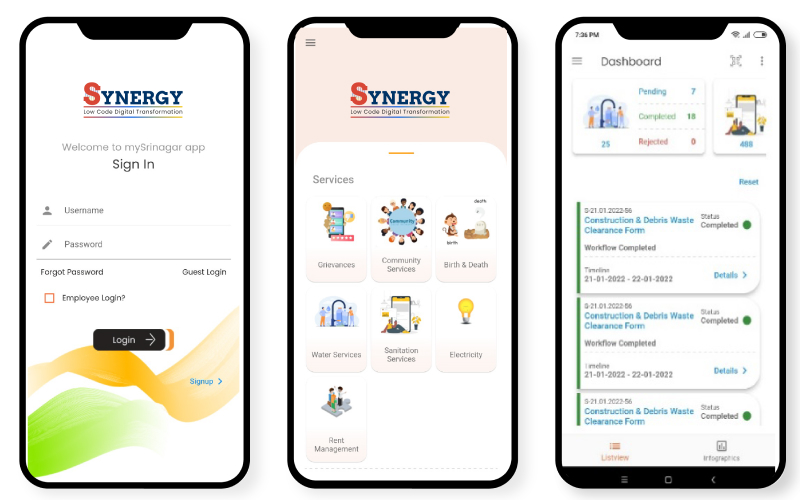 SYNERGY
Low Code Digital Transformation
Welcome to mySrinagar app
Sign In
Username
Password
Forgot Password
Guest Login
Employee Login?
Login
Signup
SYNERGY
Low Code Digital Transformation
Services
Grievances
Community
Community
Services
death
birth
Birth & Death
Water Services
Sanitation
Services
Electricity
Rent
Management
7:36 PM
Dashboard
Pending 7
Completed 18
Rejected 0
25
488
Reset
S-21.01.2022-56
Construction & Debris Waste
Clearance Form
Status
Completed
Workflow Completed
Timeline
21-01-2022 - 22-01-2022
Details
S-21.01.2022-56
Construction & Debris Waste
Clearance Form
Status
Completed
Workflow Completed
Timeline
21-01-2022 - 22-01-2022
Details
S-21.01.2022-56
Construction & Debris Waste
Clearance Form
Status
Completed
Listview
Infographics